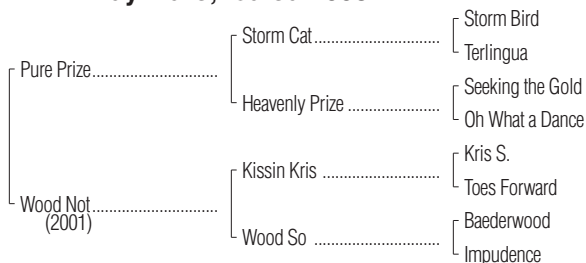 Storm Bird
Storm Cat
Terlingua
Pure Prize
Seeking the Gold
Heavenly Prize
Oh What a Dance
Kris S.
Kissin Kris
Toes Forward
Wood Not
(2001)
Baederwood
Wood So
Impudence